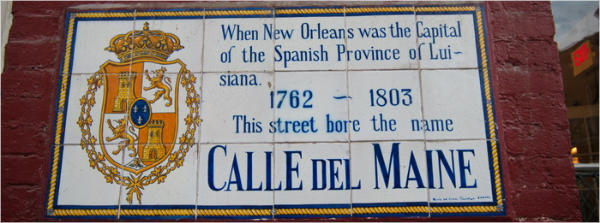 When New Orleans was the Capital
of the Spanish Province of Lui-
siana.
1762 - 1803
This street bore the name
CALLE DEL MAINE